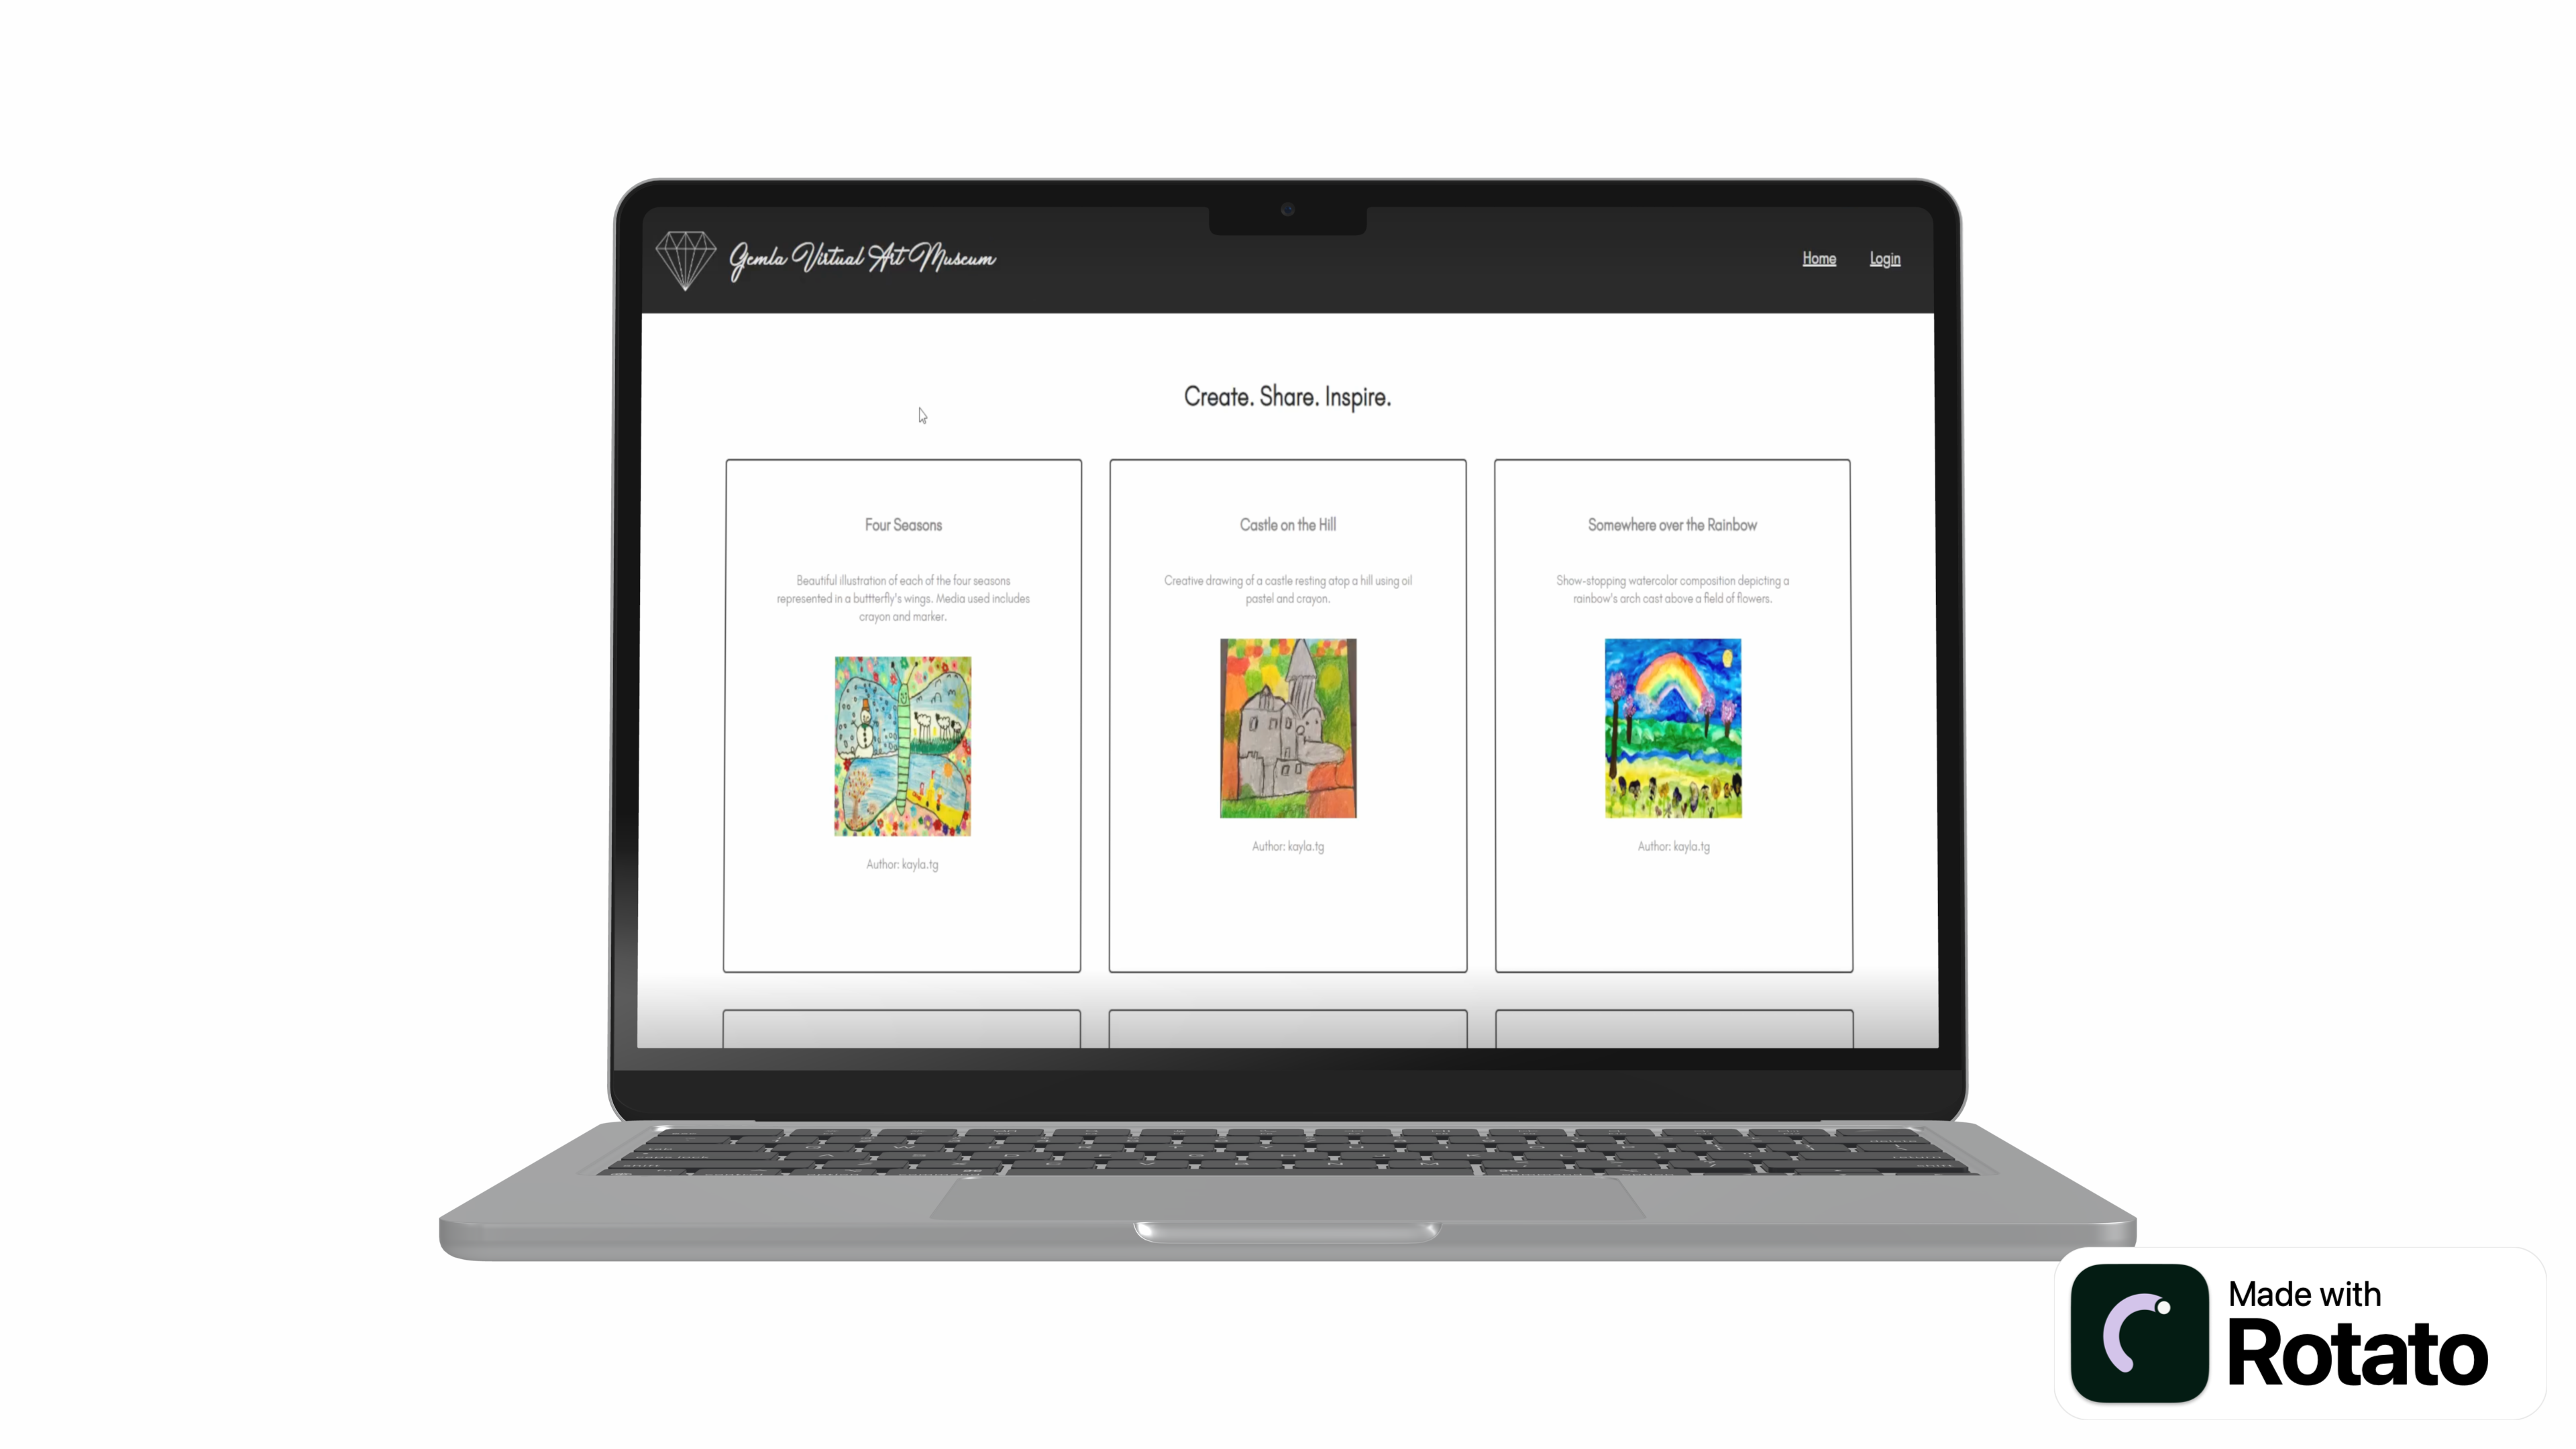 Gemla Virtual Art Museum
Home
Login
Create. Share. Inspire.
Four Seasons
Beautiful illustration of each of the four seasons
represented in a buttterfly's wings. Media used includes
crayon and marker.
Author: kayla.tg
Castle on the Hill
Creative drawing of a castle resting atop a hill using oil
pastel and crayon.
Author: kayla.tg
Somewhere over the Rainbow
Show-stopping watercolor composition depicting a
rainbow's arch cast above a field of flowers.
Author: kayla.tg
Made with
Rotato